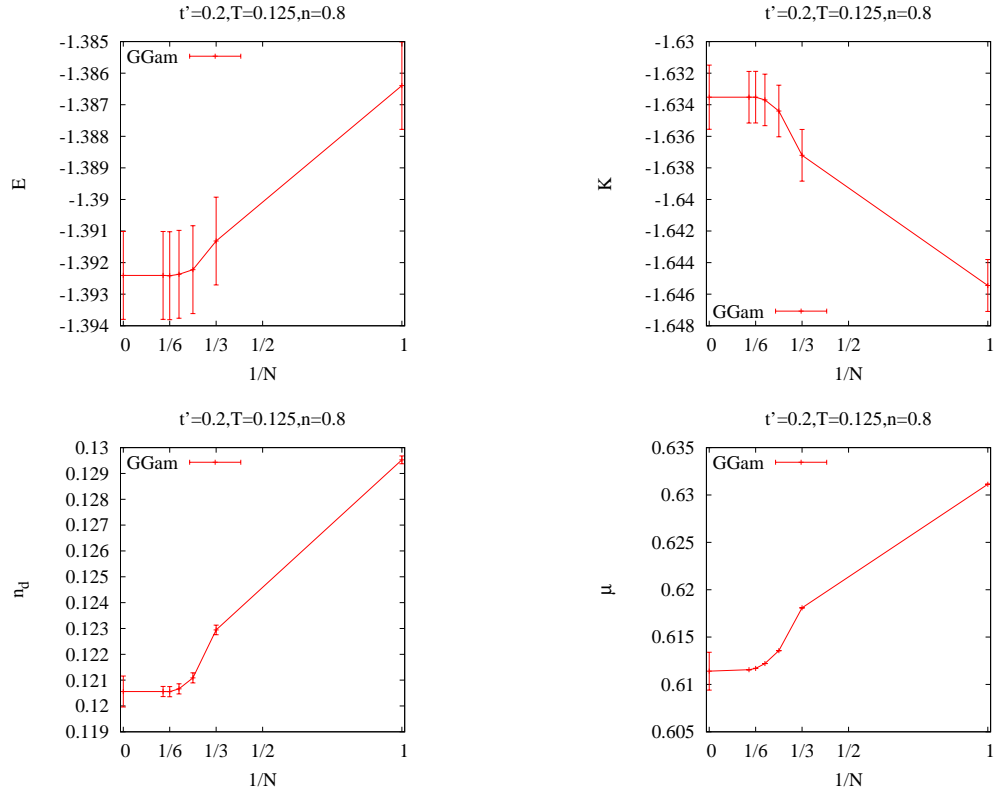 t'=0.2,T=0.125,n=0.8
GGam
E
-1.385
-1.386
-1.387
-1.388
-1.389
-1.39
-1.391
-1.392
-1.393
-1.394
0 1/6 1/3 1/2 1
1/N
t'=0.2,T=0.125,n=0.8
K
-1.63
-1.632
-1.634
-1.636
-1.638
-1.64
-1.642
-1.644
-1.646
-1.648
GGam
0 1/6 1/3 1/2 1
1/N
t'=0.2,T=0.125,n=0.8
GGam
n_d
0.13
0.129
0.128
0.127
0.126
0.125
0.124
0.123
0.122
0.121
0.12
0.119
0 1/6 1/3 1/2 1
1/N
t'=0.2,T=0.125,n=0.8
GGam
μ
0.635
0.63
0.625
0.62
0.615
0.61
0.605
0 1/6 1/3 1/2 1
1/N